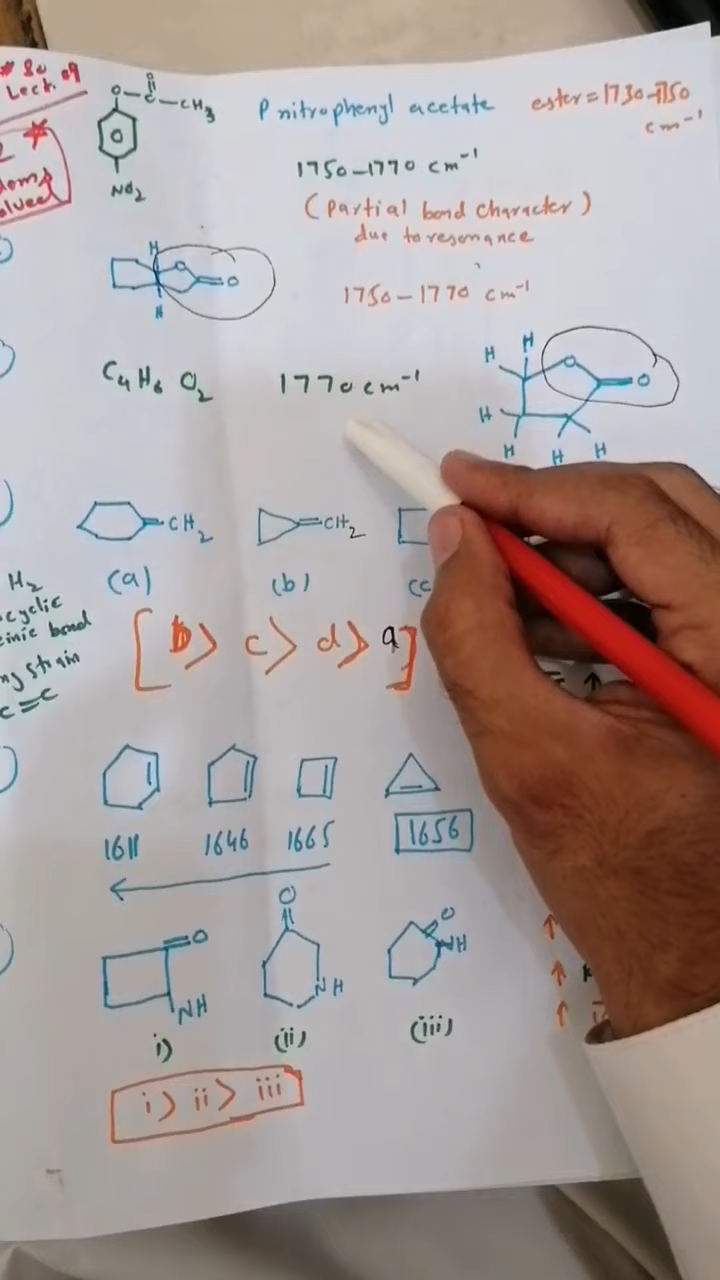 # 80
Lect. 09
O
O-C-CH3
P nitrophenyl acetate
ester = 1730-1750
cm⁻¹
NO2
1750-1770 cm⁻¹
(Partial bond character)
due to resonance
H
O
=O
H
1750-1770 cm⁻¹
C4H6O2
1770 cm⁻¹
H H
O
=O
H
H H H
=CH2
=CH2
(a)
(b)
(c
H2
cyclic
bond
strain
C=C
[b > c > d > a]
↑
1611
1646
1665
1656
O
NH
i)
O
NH
(ii)
O
NH
(iii)
↑
↑
↑
i > ii > iii